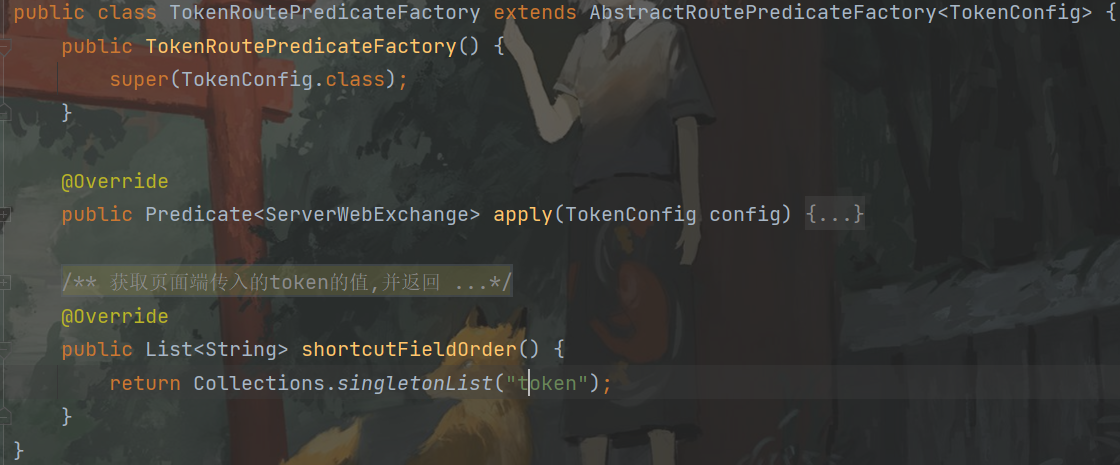 public class TokenRoutePredicateFactory extends AbstractRoutePredicateFactory<TokenConfig> {
public TokenRoutePredicateFactory() {
super(TokenConfig.class);
}
@Override
public Predicate<ServerWebExchange> apply(TokenConfig config) {...}
/** 获取页面端传入的token的值,并返回 ...*/
@Override
public List<String> shortcutFieldOrder() {
return Collections.singletonList("token");
}
}